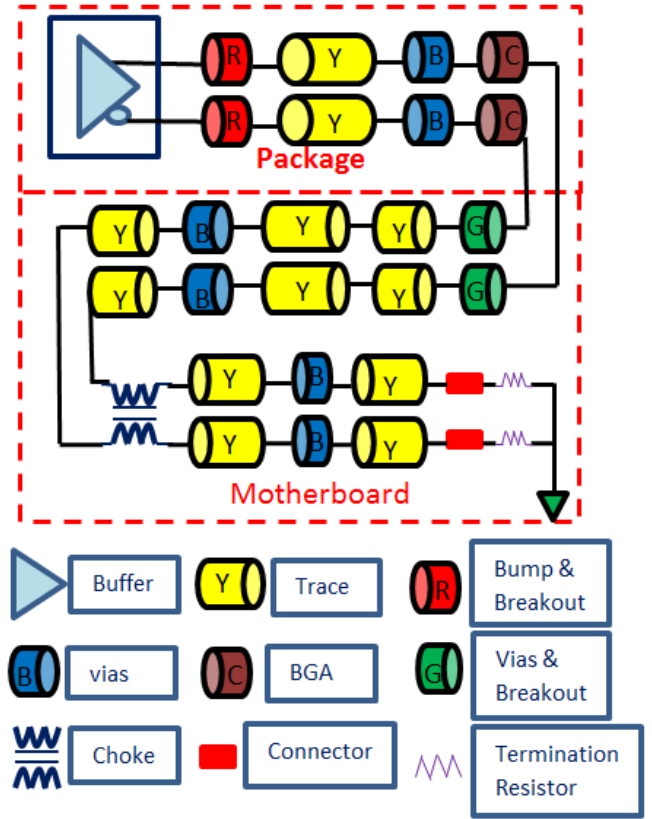 R Y B C
R Y B C
Package
Y B Y Y G
Y B Y Y G
Y B Y
Y B Y
Motherboard
Buffer
Y Trace
R Bump &
Breakout
B vias
C BGA
G Vias &
Breakout
Choke
Connector
Termination
Resistor